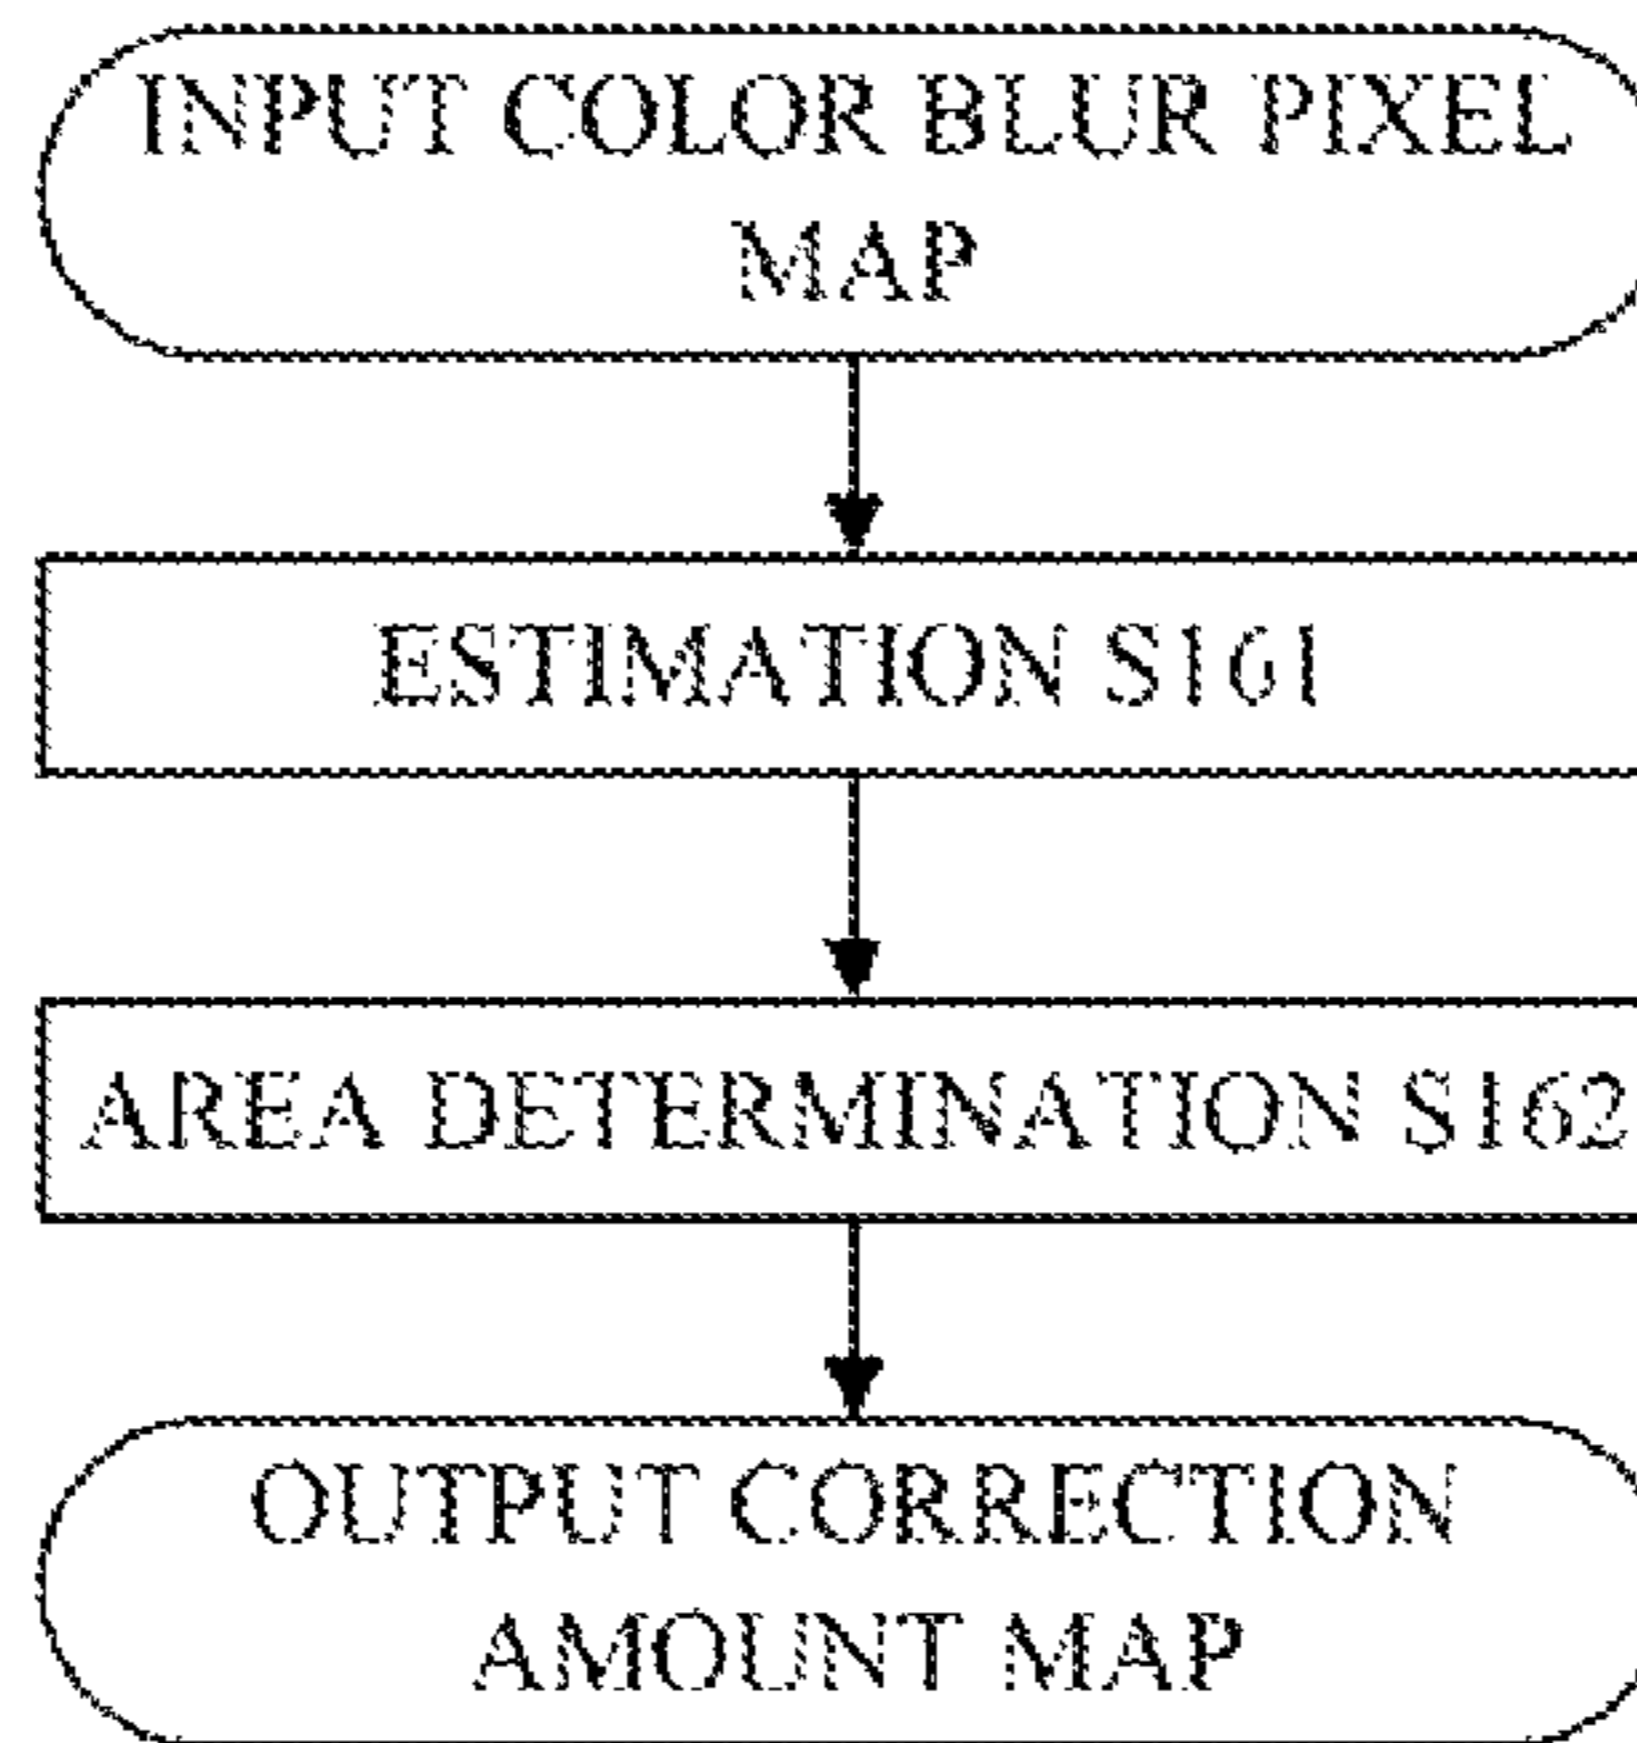 INPUT COLOR BLUR PIXEL
MAP
ESTIMATION S161
AREA DETERMINATION S162
OUTPUT CORRECTION
AMOUNT MAP